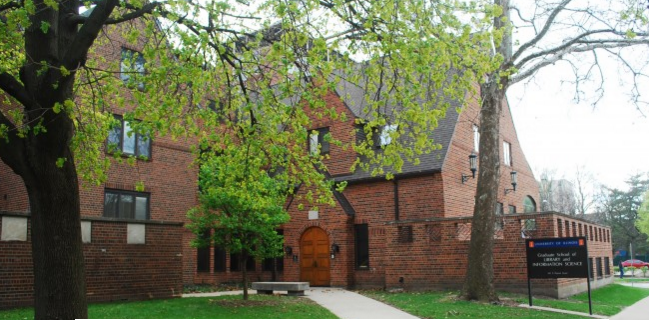 UNIVERSITY OF ILLINOIS
Graduate School of
LIBRARY and
INFORMATION SCIENCE